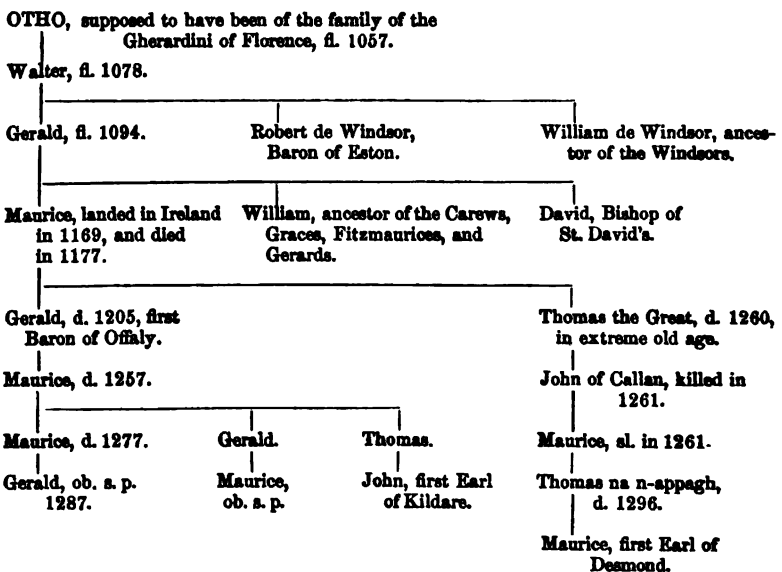 OTHO, supposed to have been of the family of the
Gherardini of Florence, fl. 1057.
Walter, fl. 1078.
Gerald, fl. 1094.
Robert de Windsor,
Baron of Eston.
William de Windsor, ances-
tor of the Windsors.
Maurice, landed in Ireland
in 1169, and died
in 1177.
William, ancestor of the Carews,
Graces, Fitzmaurices, and
Gerards.
David, Bishop of
St. David's.
Gerald, d. 1205, first
Baron of Offaly.
Thomas the Great, d. 1260,
in extreme old age.
Maurice, d. 1257.
John of Callan, killed in
1261.
Maurice, d. 1277.
Gerald.
Thomas.
Maurice, sl. in 1261.
Gerald, ob. s. p.
1287.
Maurice,
ob. s. p.
John, first Earl
of Kildare.
Thomas na n-appagh,
d. 1296.
Maurice, first Earl of
Desmond.